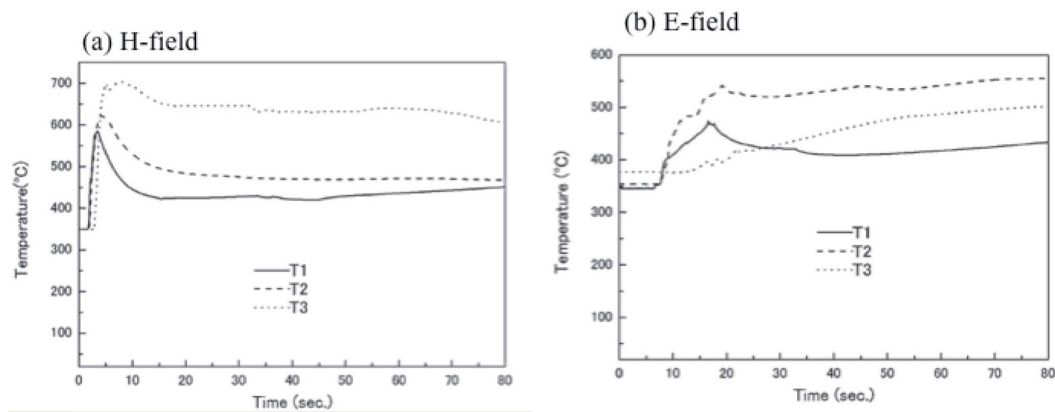 (a) H-field
700
600
500
400
300
200
100
Temperature(°C)
T1
T2
T3
0 10 20 30 40 50 60 70 80
Time (sec.)
(b) E-field
600
500
400
300
200
100
Temperature (°C)
T1
T2
T3
0 10 20 30 40 50 60 70 80
Time (sec.)